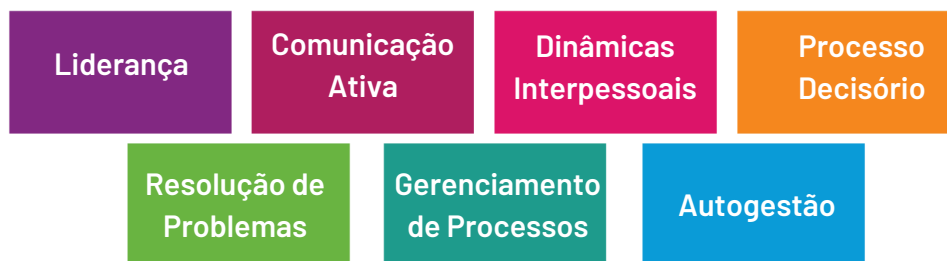 Liderança
Comunicação
Ativa
Dinâmicas
Interpessoais
Processo
Decisório
Resolução de
Problemas
Gerenciamento
de Processos
Autogestão